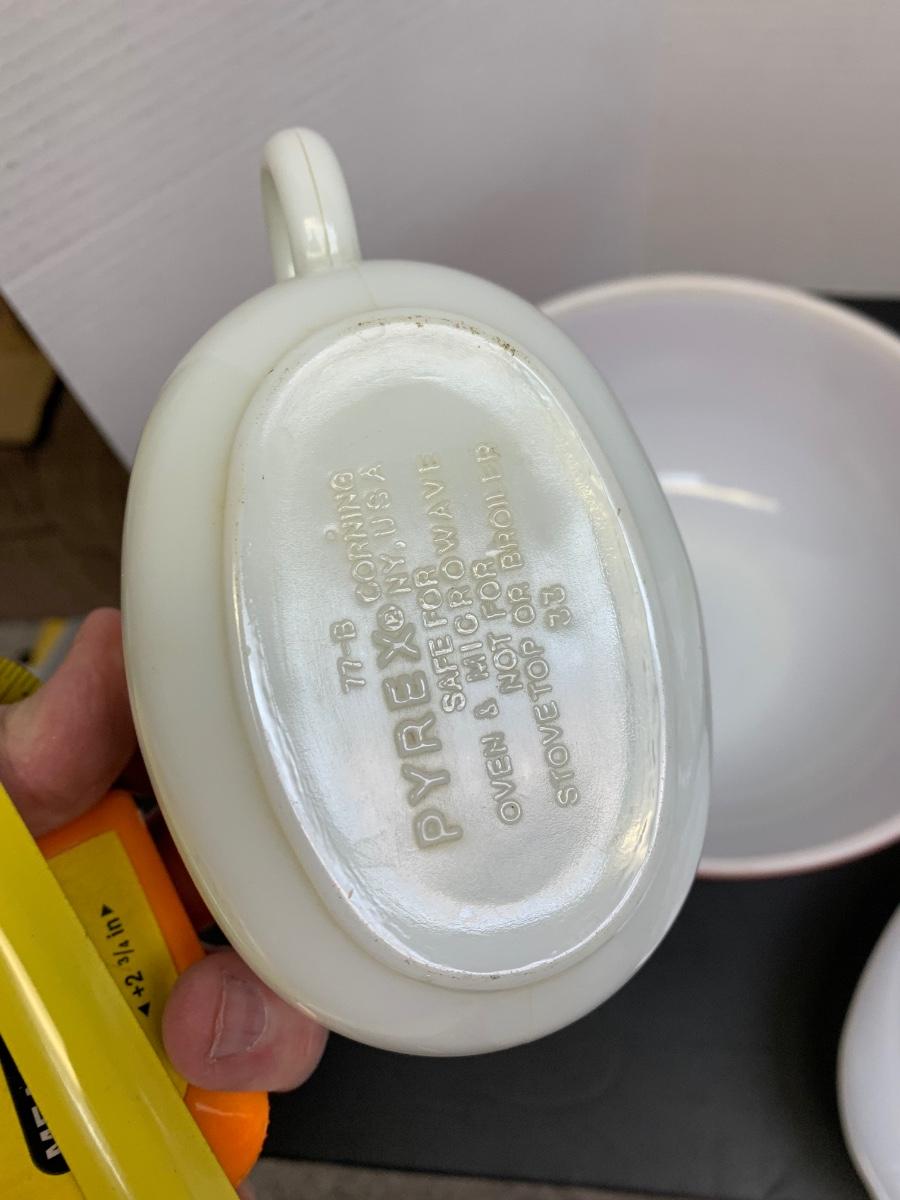 77-B CORNING
PYREX® NY, USA
SAFE FOR
OVEN & MICROWAVE
NOT FOR
STOVETOP OR BROILER
33
+2 3/4 in